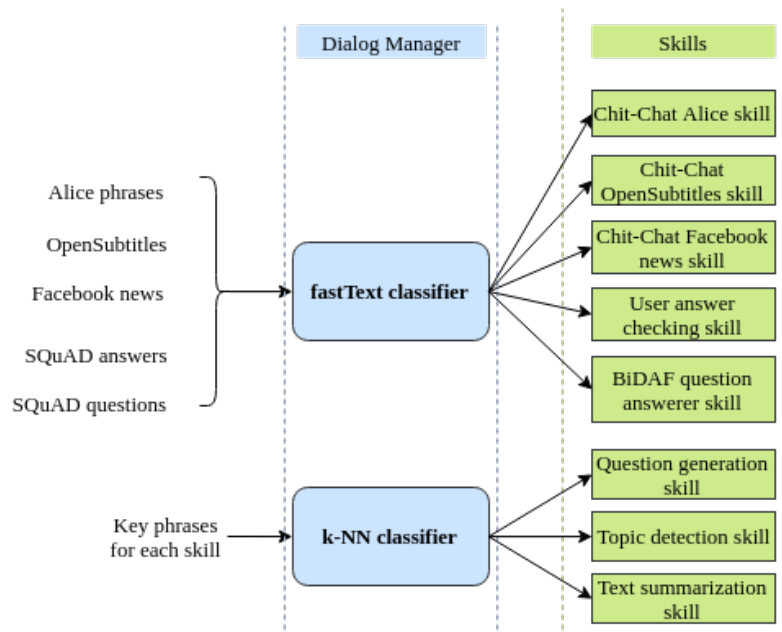 Dialog Manager
Skills
Alice phrases
OpenSubtitles
Facebook news
SQuAD answers
SQuAD questions
fastText classifier
Chit-Chat Alice skill
Chit-Chat
OpenSubtitles skill
Chit-Chat Facebook
news skill
User answer
checking skill
BiDAF question
answerer skill
Key phrases
for each skill
k-NN classifier
Question generation
skill
Topic detection skill
Text summarization
skill